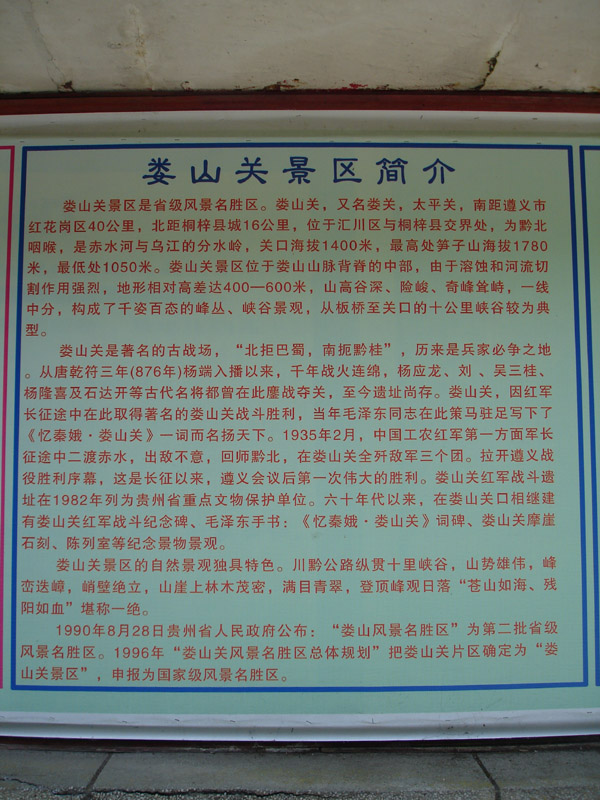 娄山关景区简介
娄山关景区是省级风景名胜区。娄山关，又名娄关，太平关，南距遵义市
红花岗区40公里，北距桐梓县城16公里，位于汇川区与桐梓县交界处，为黔北
咽喉，是赤水河与乌江的分水岭，关口海拔1400米，最高处笋子山海拔1780
米，最低处1050米。娄山关景区位于娄山山脉背脊的中部，由于溶蚀和河流切
割作用强烈，地形相对高差达400—600米，山高谷深、险峻、奇峰耸峙，一线
中分，构成了千姿百态的峰丛、峡谷景观，从板桥至关口的十公里峡谷较为典
型。
娄山关是著名的古战场，“北拒巴蜀，南扼黔桂”，历来是兵家必争之地
。从唐乾符三年(876年)杨端入播以来，千年战火连绵，杨应龙、刘 、吴三桂、
杨隆喜及石达开等古代名将都曾在此鏖战夺关，至今遗址尚存。娄山关，因红军
长征途中在此取得著名的娄山关战斗胜利，当年毛泽东同志在此策马驻足写下了
《忆秦娥·娄山关》一词而名扬天下。1935年2月，中国工农红军第一方面军长
征途中二渡赤水，出敌不意，回师黔北，在娄山关全歼敌军三个团。拉开遵义战
役胜利序幕，这是长征以来，遵义会议后第一次伟大的胜利。娄山关红军战斗遗
址在1982年列为贵州省重点文物保护单位。六十年代以来，在娄山关口相继建
有娄山关红军战斗纪念碑、毛泽东手书：《忆秦娥·娄山关》词碑、娄山关摩崖
石刻、陈列室等纪念景物景观。
娄山关景区的自然景观独具特色。川黔公路纵贯十里峡谷，山势雄伟，峰
峦迭嶂，峭壁绝立，山崖上林木茂密，满目青翠，登顶峰观日落“苍山如海、残
阳如血”堪称一绝。
1990年8月28日贵州省人民政府公布：“娄山风景名胜区”为第二批省级
风景名胜区。1996年“娄山关风景名胜区总体规划”把娄山关片区确定为“娄
山关景区”，申报为国家级风景名胜区。